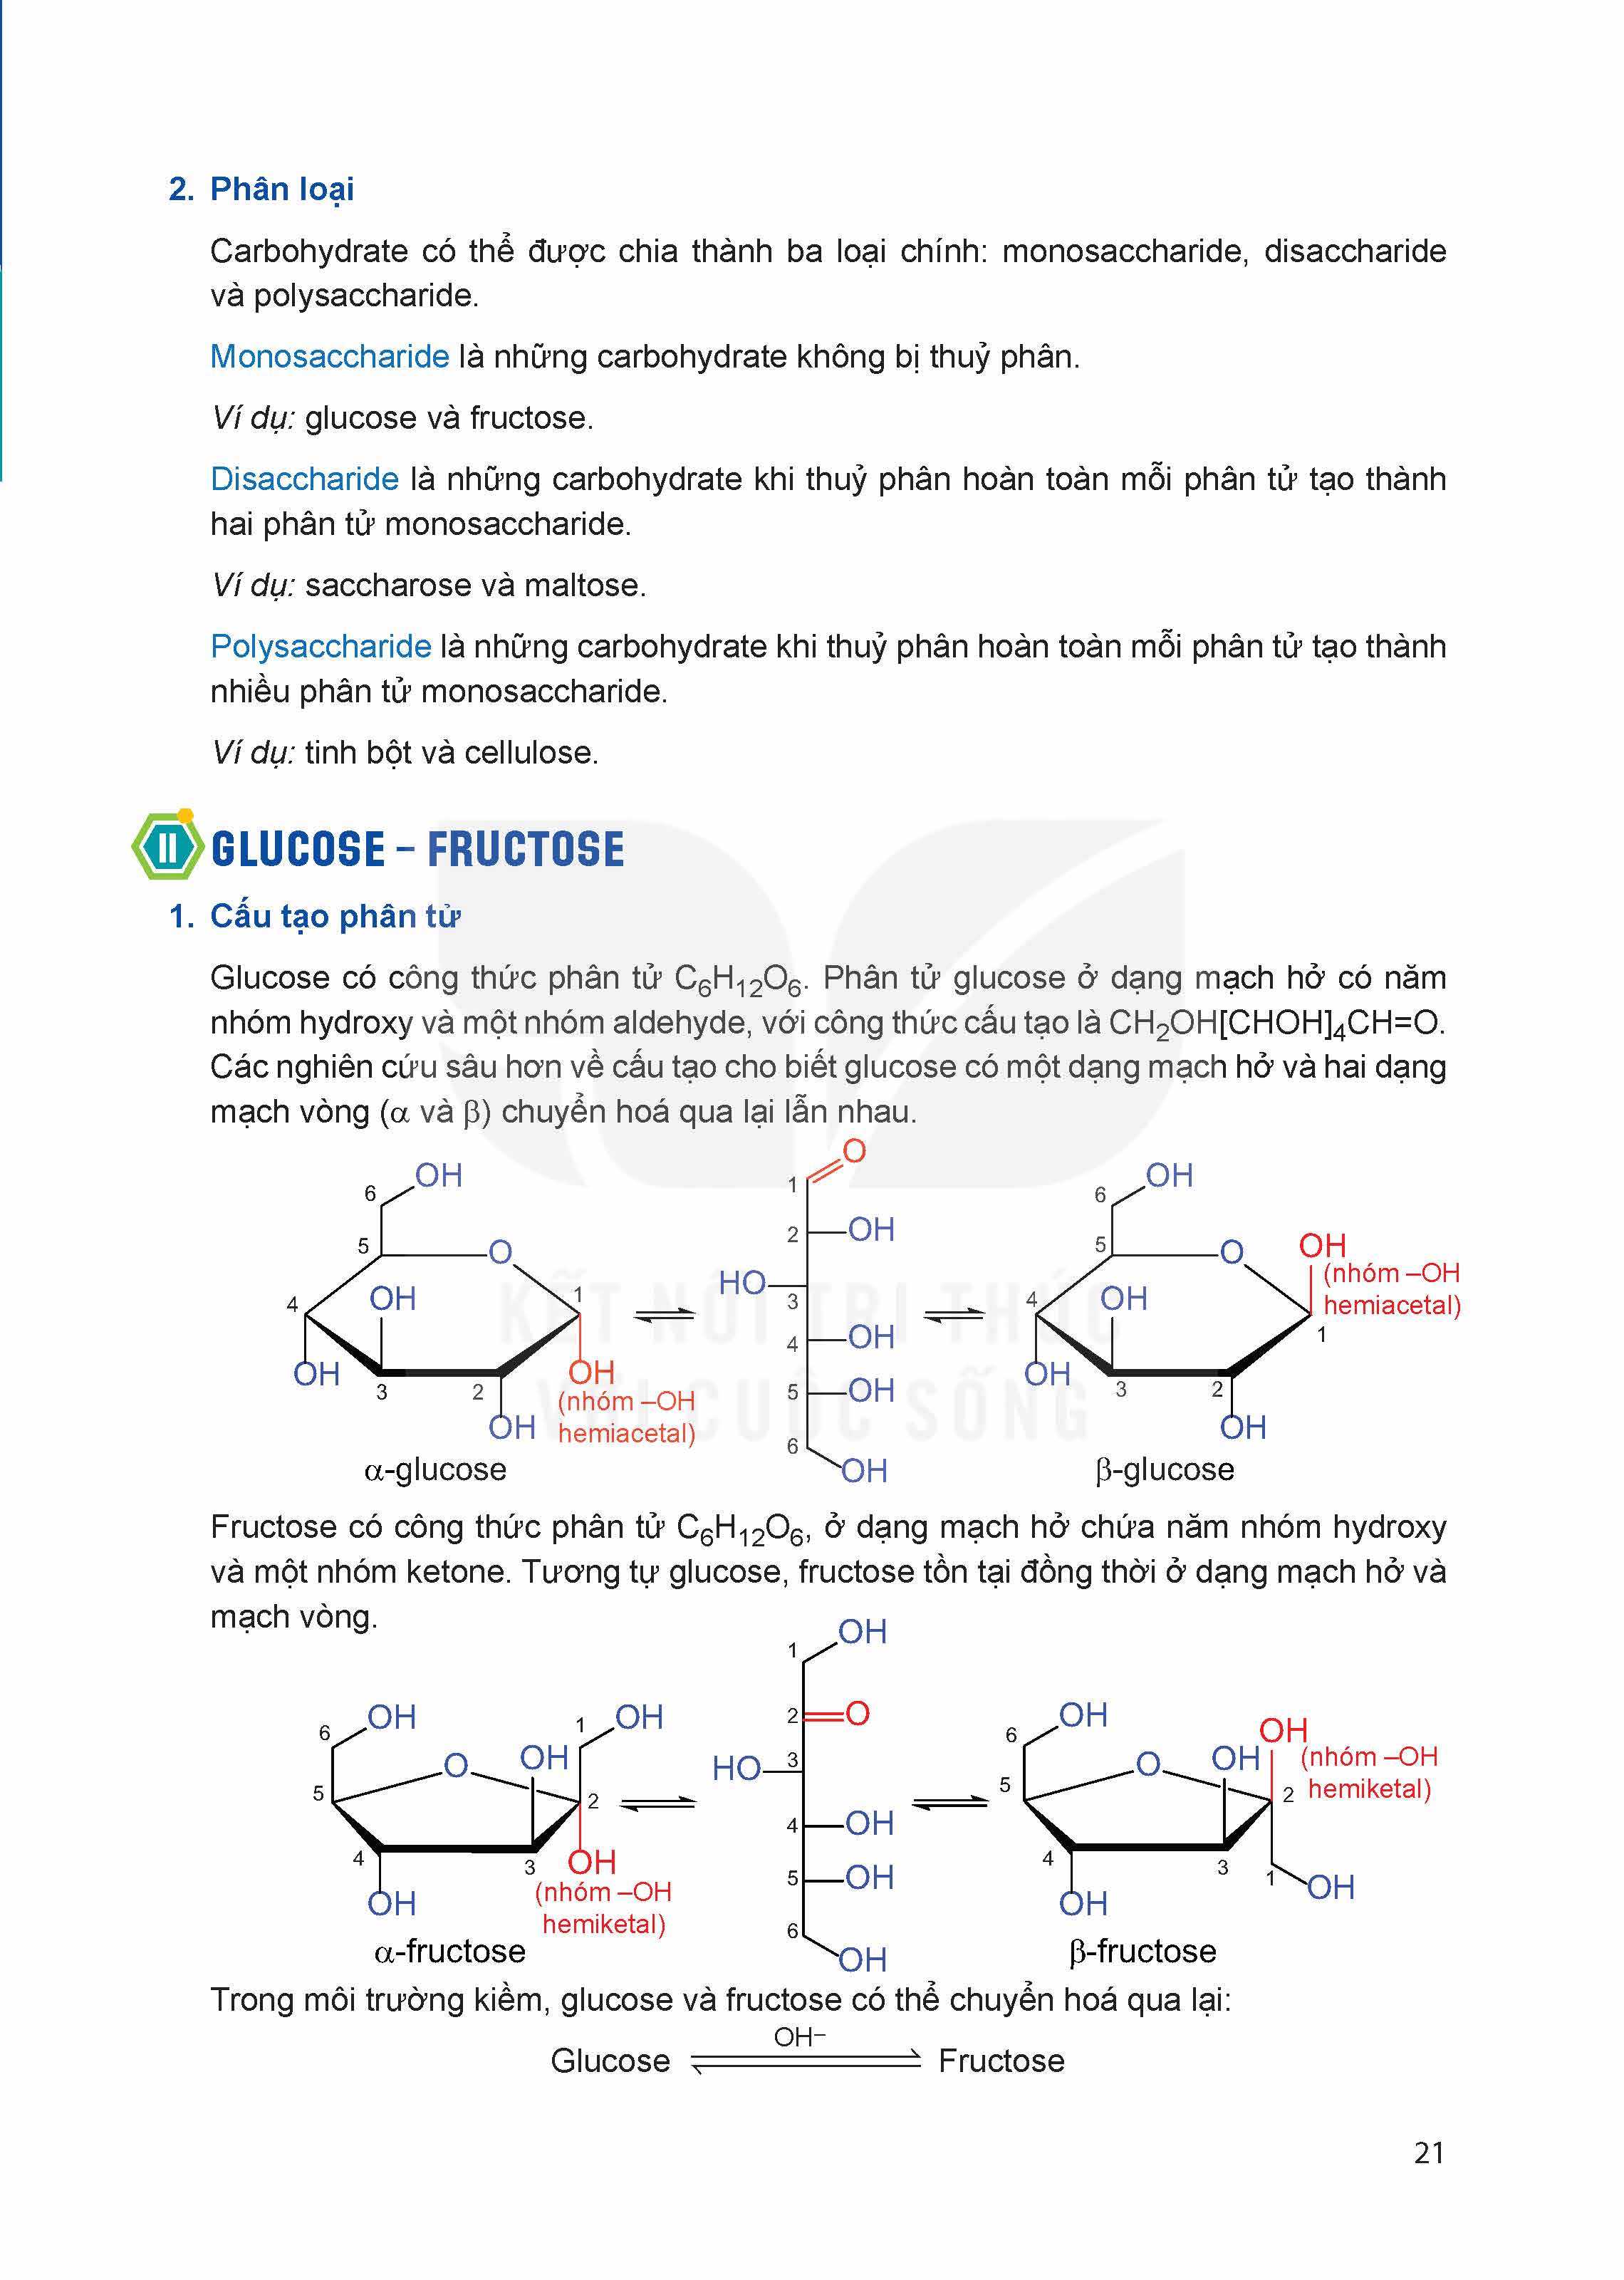 2. Phân loại
Carbohydrate có thể được chia thành ba loại chính: monosaccharide, disaccharide
và polysaccharide.
Monosaccharide là những carbohydrate không bị thuỷ phân.
Ví dụ: glucose và fructose.
Disaccharide là những carbohydrate khi thuỷ phân hoàn toàn mỗi phân tử tạo thành
hai phân tử monosaccharide.
Ví dụ: saccharose và maltose.
Polysaccharide là những carbohydrate khi thuỷ phân hoàn toàn mỗi phân tử tạo thành
nhiều phân tử monosaccharide.
Ví dụ: tinh bột và cellulose.
II GLUCOSE – FRUCTOSE
1. Cấu tạo phân tử
Glucose có công thức phân tử C₆H₁₂O₆. Phân tử glucose ở dạng mạch hở có năm
nhóm hydroxy và một nhóm aldehyde, với công thức cấu tạo là CH₂OH[CHOH]₄CH=O.
Các nghiên cứu sâu hơn về cấu tạo cho biết glucose có một dạng mạch hở và hai dạng
mạch vòng (α và β) chuyển hoá qua lại lẫn nhau.
6 OH
5 O
4 OH 1
OH 3 2 OH
(nhóm –OH
OH hemiacetal)
α-glucose
O
1
2 OH
HO 3
4 OH
5 OH
6 OH
6 OH
5 O OH
(nhóm –OH
4 OH hemiacetal)
1
OH 3 2
OH
β-glucose
KẾT NỐI TRI THỨC
VỚI CUỘC SỐNG
Fructose có công thức phân tử C₆H₁₂O₆, ở dạng mạch hở chứa năm nhóm hydroxy
và một nhóm ketone. Tương tự glucose, fructose tồn tại đồng thời ở dạng mạch hở và
mạch vòng.
6 OH 1 OH
O OH
5 2
4 3 OH
OH (nhóm –OH
hemiketal)
α-fructose
1 OH
2 O
HO 3
4 OH
5 OH
6 OH
6 OH OH
O OH (nhóm –OH
5 2 hemiketal)
4 3 1 OH
OH
β-fructose
Trong môi trường kiềm, glucose và fructose có thể chuyển hoá qua lại:
OH⁻
Glucose ⇌ Fructose
21